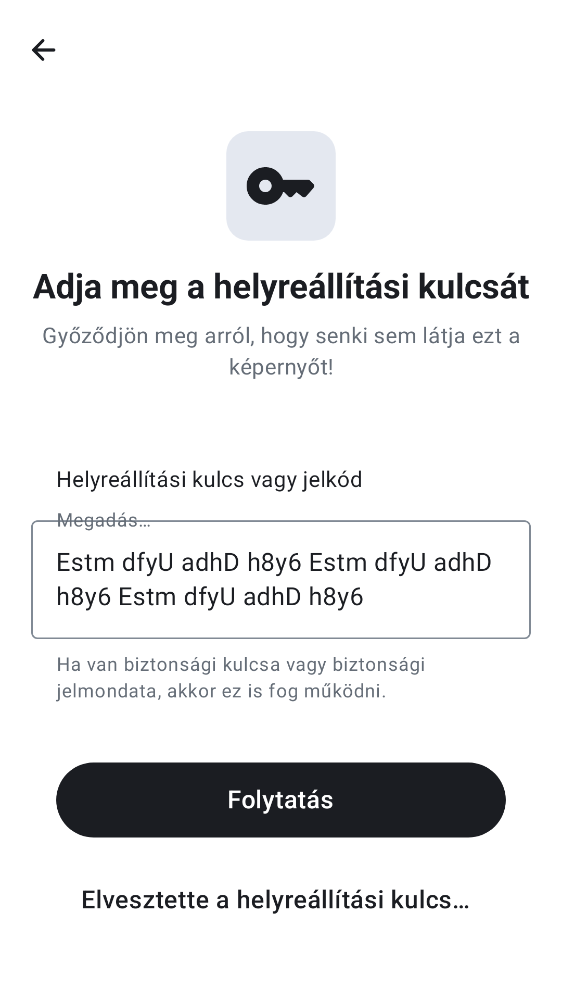 Adja meg a helyreállítási kulcsát
Győződjön meg arról, hogy senki sem látja ezt a
képernyőt!
Helyreállítási kulcs vagy jelkód
Megadás…
Estm dfyU adhD h8y6 Estm dfyU adhD
h8y6 Estm dfyU adhD h8y6
Ha van biztonsági kulcsa vagy biztonsági
jelmondata, akkor ez is fog működni.
Folytatás
Elvesztette a helyreállítási kulcs…